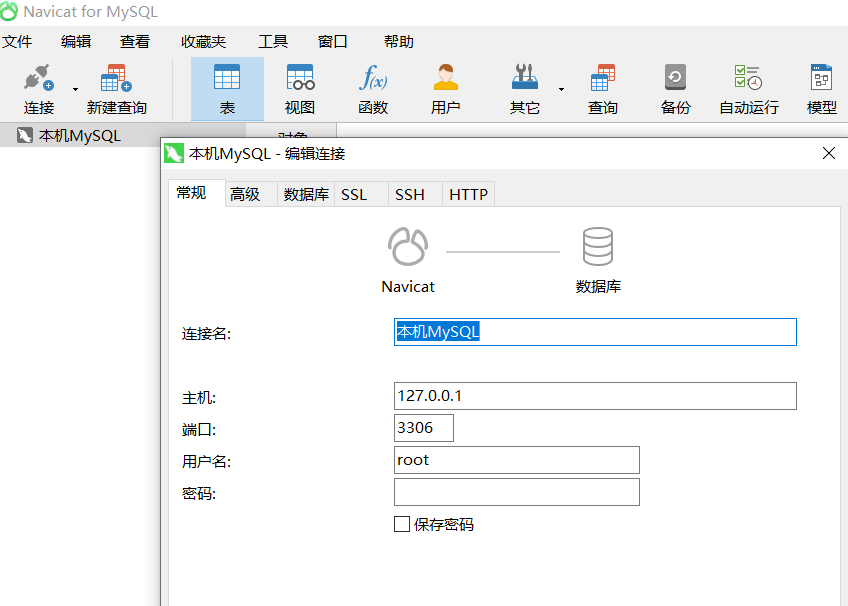 Navicat for MySQL
文件 编辑 查看 收藏夹 工具 窗口 帮助
连接 新建查询 表 视图 函数 用户 其它 查询 备份 自动运行 模型
本机MySQL 对象
本机MySQL - 编辑连接
常规 高级 数据库 SSL SSH HTTP
Navicat 数据库
连接名: 本机MySQL
主机: 127.0.0.1
端口: 3306
用户名: root
密码:
保存密码